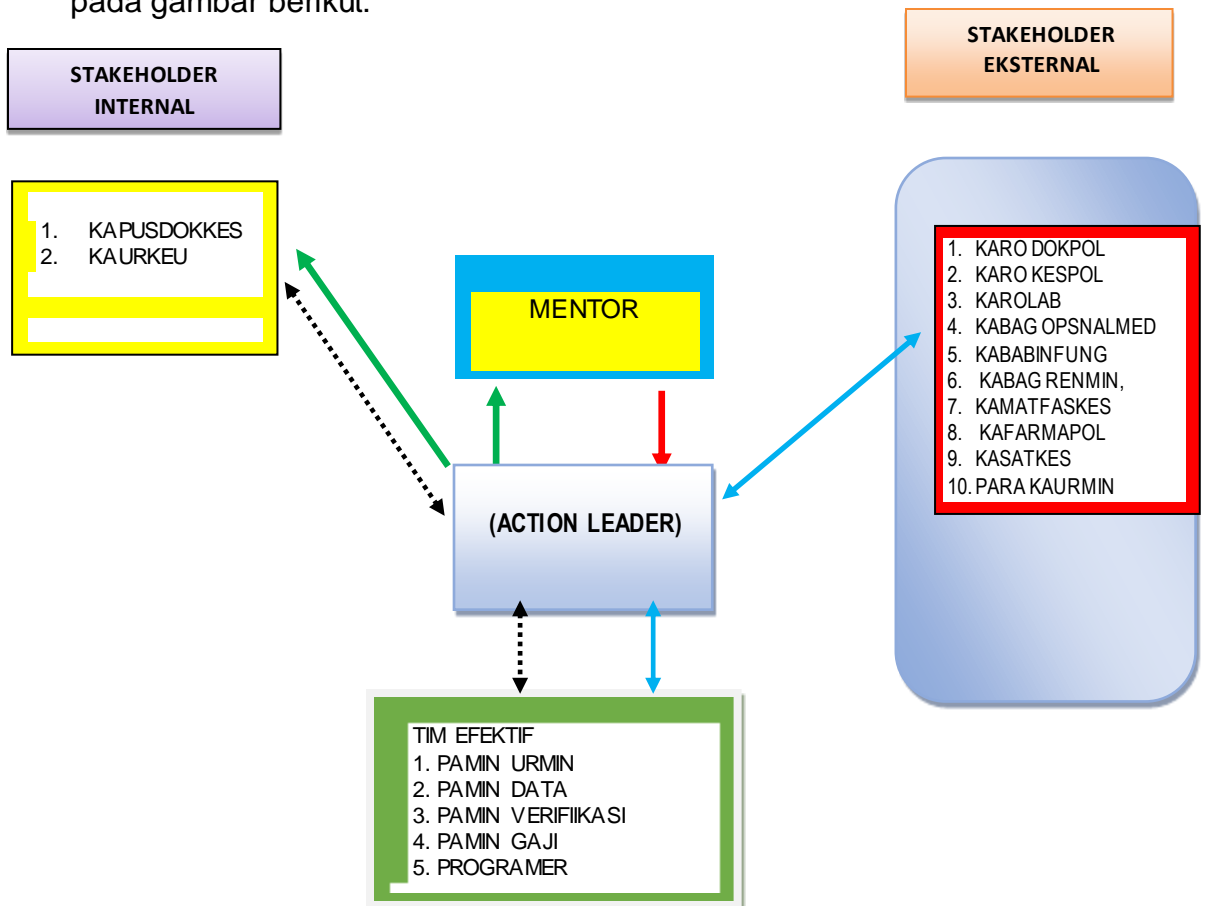 pada gambar berikut.
STAKEHOLDER
INTERNAL
STAKEHOLDER
EKSTERNAL
1. KAPUSDOKKES
2. KAURKEU
MENTOR
1. KARO DOKPOL
2. KARO KESPOL
3. KAROLAB
4. KABAG OPSNALMED
5. KABABINFUNG
6. KABAG RENMIN,
7. KAMATFASKES
8. KAFARMAPOL
9. KASATKES
10. PARA KAURMIN
(ACTION LEADER)
TIM EFEKTIF
1. PAMIN URMIN
2. PAMIN DATA
3. PAMIN VERIFIIKASI
4. PAMIN GAJI
5. PROGRAMER